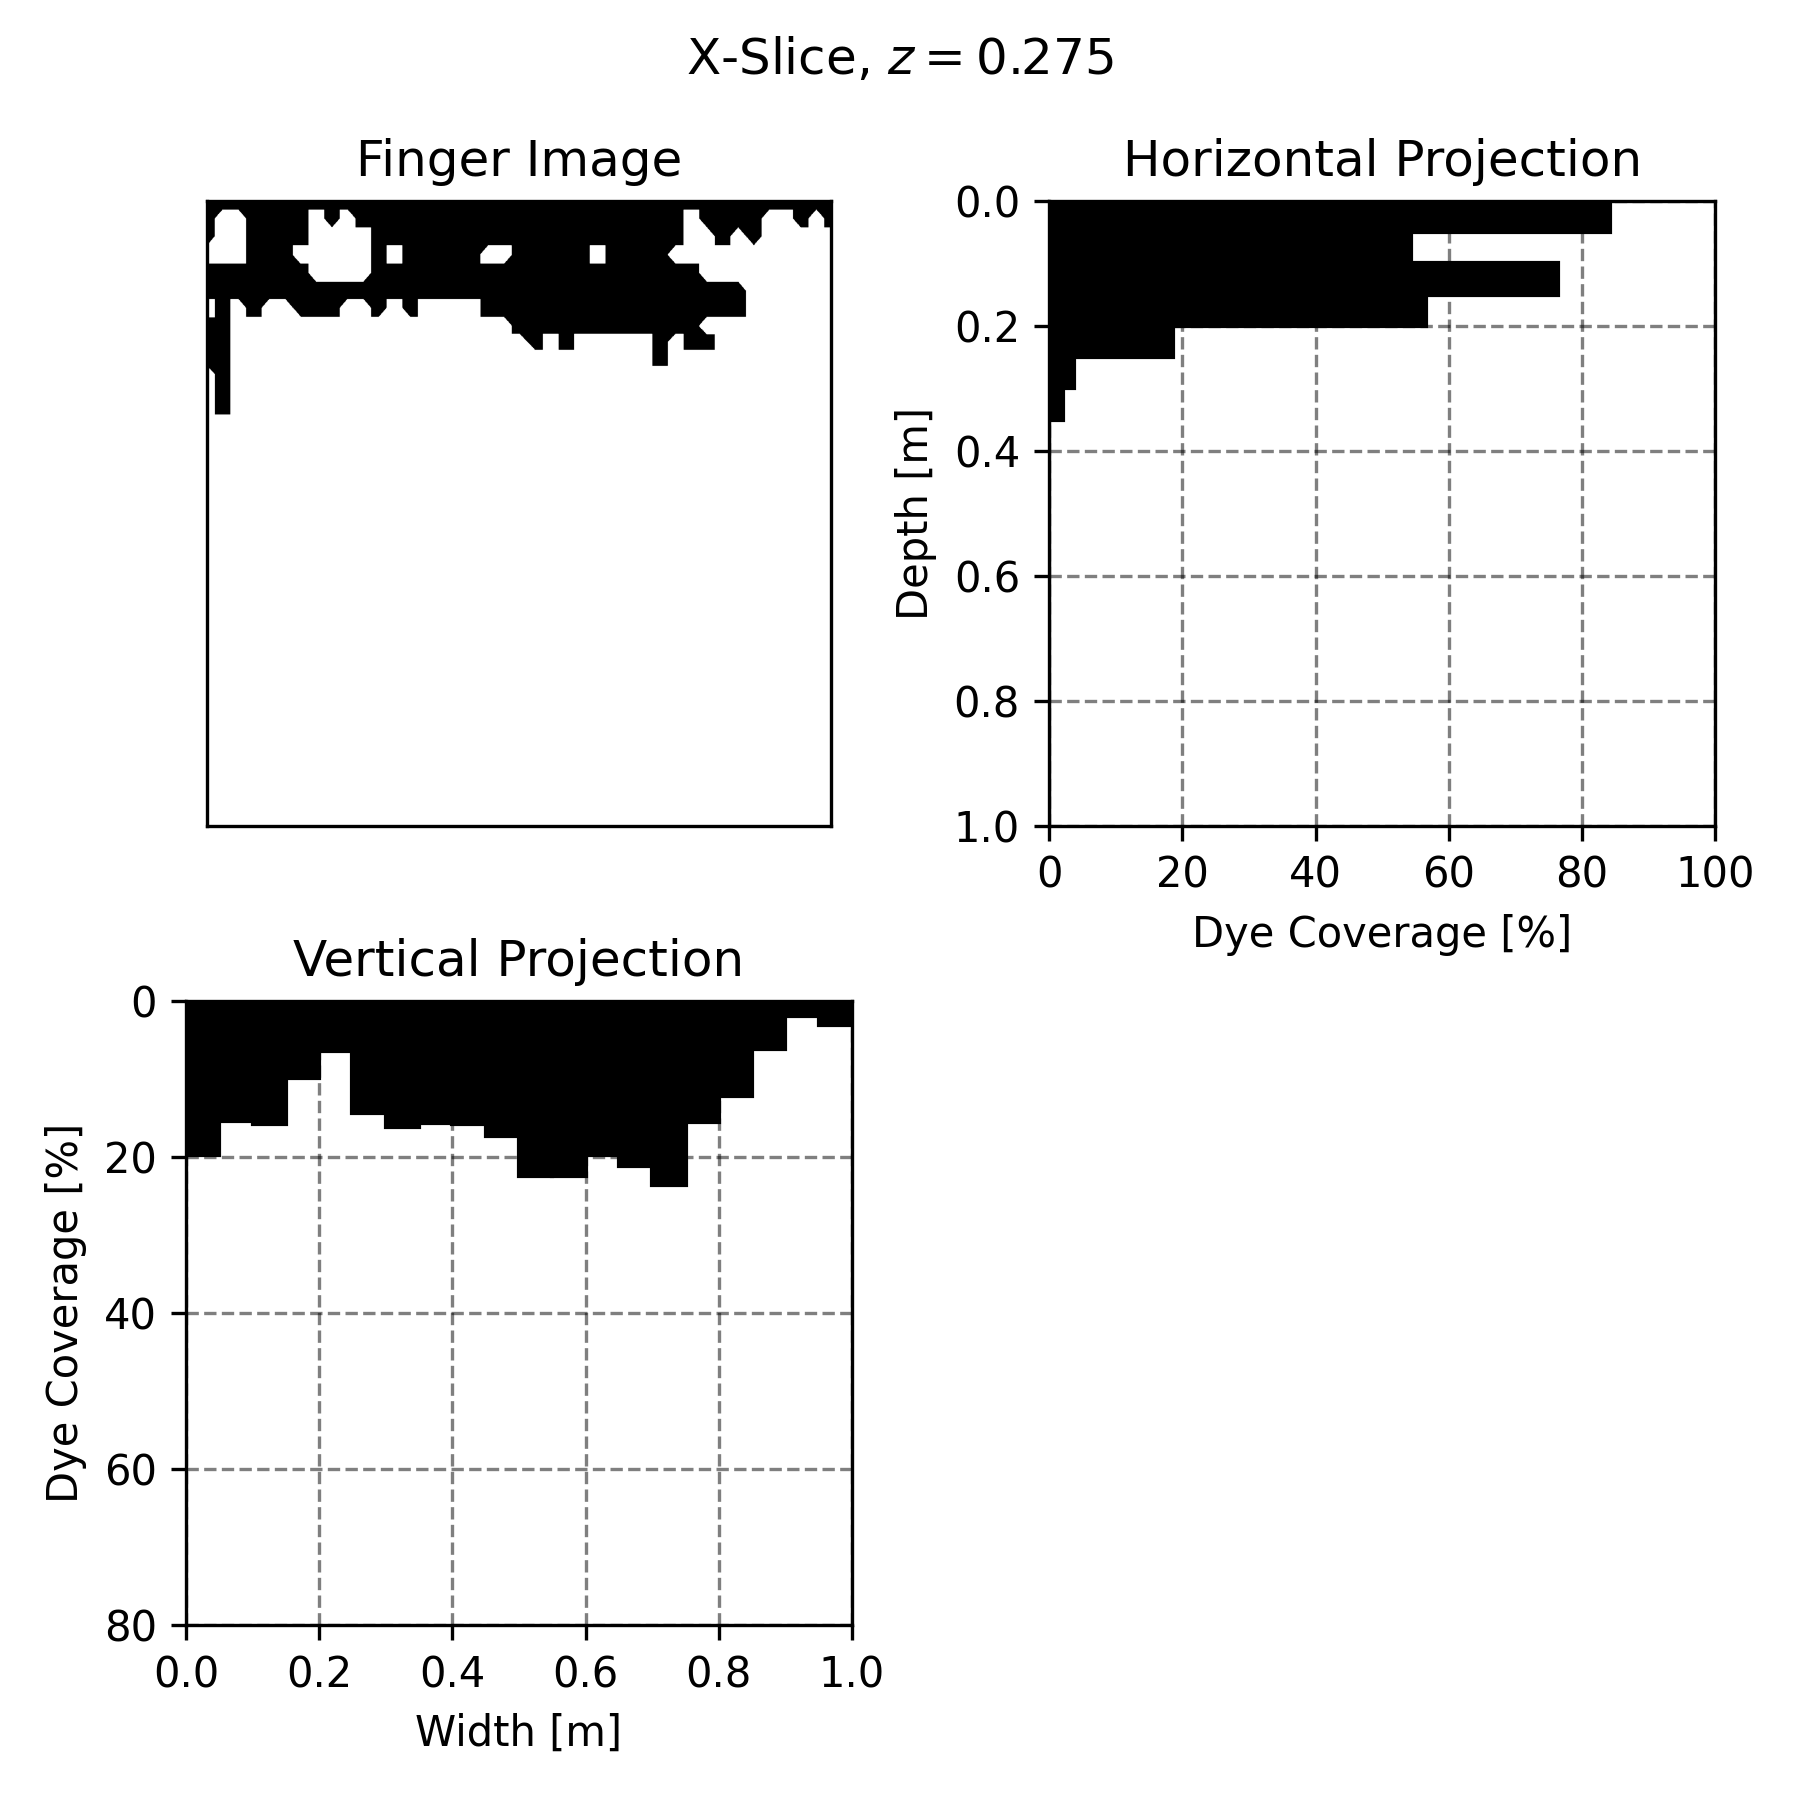 X-Slice, z = 0.275
Finger Image
Horizontal Projection
0.0
0.2
0.4
0.6
0.8
1.0
Depth [m]
0 20 40 60 80 100
Dye Coverage [%]
Vertical Projection
0
20
40
60
80
Dye Coverage [%]
0.0 0.2 0.4 0.6 0.8 1.0
Width [m]